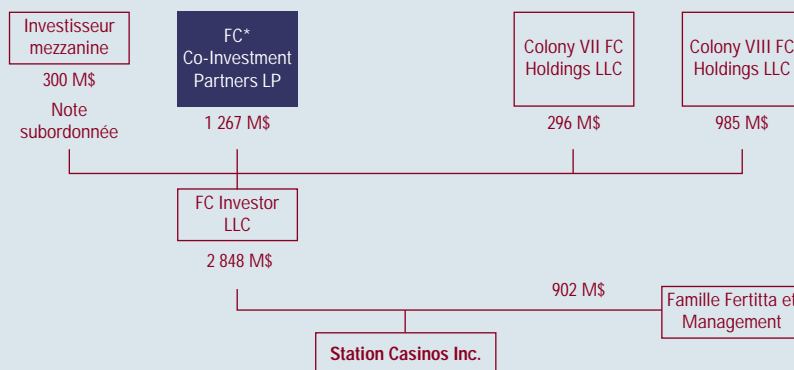 Investisseur
mezzanine
300 M$
Note
subordonnée
FC*
Co-Investment
Partners LP
1 267 M$
Colony VII FC
Holdings LLC
296 M$
Colony VIII FC
Holdings LLC
985 M$
FC Investor
LLC
2 848 M$
902 M$
Famille Fertitta et
Management
Station Casinos Inc.